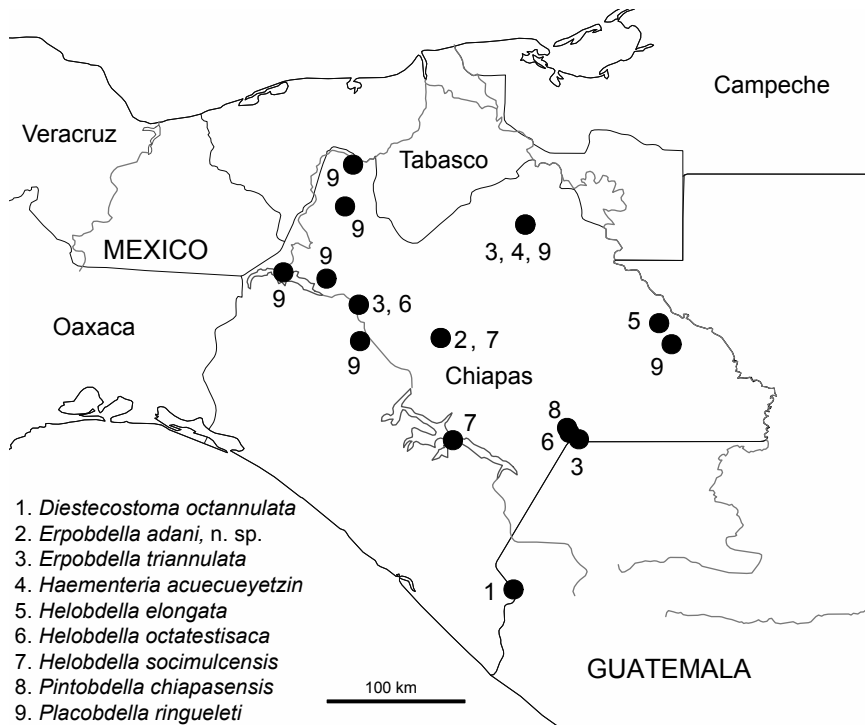 Campeche
Veracruz
Tabasco
9
9
MEXICO
3, 4, 9
9
9
3, 6
5
Oaxaca
2, 7
9
9
Chiapas
8
7
6
3
1. Diestecostoma octannulata
2. Erpobdella adani, n. sp.
3. Erpobdella triannulata
4. Haementeria acuecueyetzin
5. Helobdella elongata
6. Helobdella octatestisaca
7. Helobdella socimulcensis
8. Pintobdella chiapasensis
9. Placobdella ringueleti
1
GUATEMALA
100 km